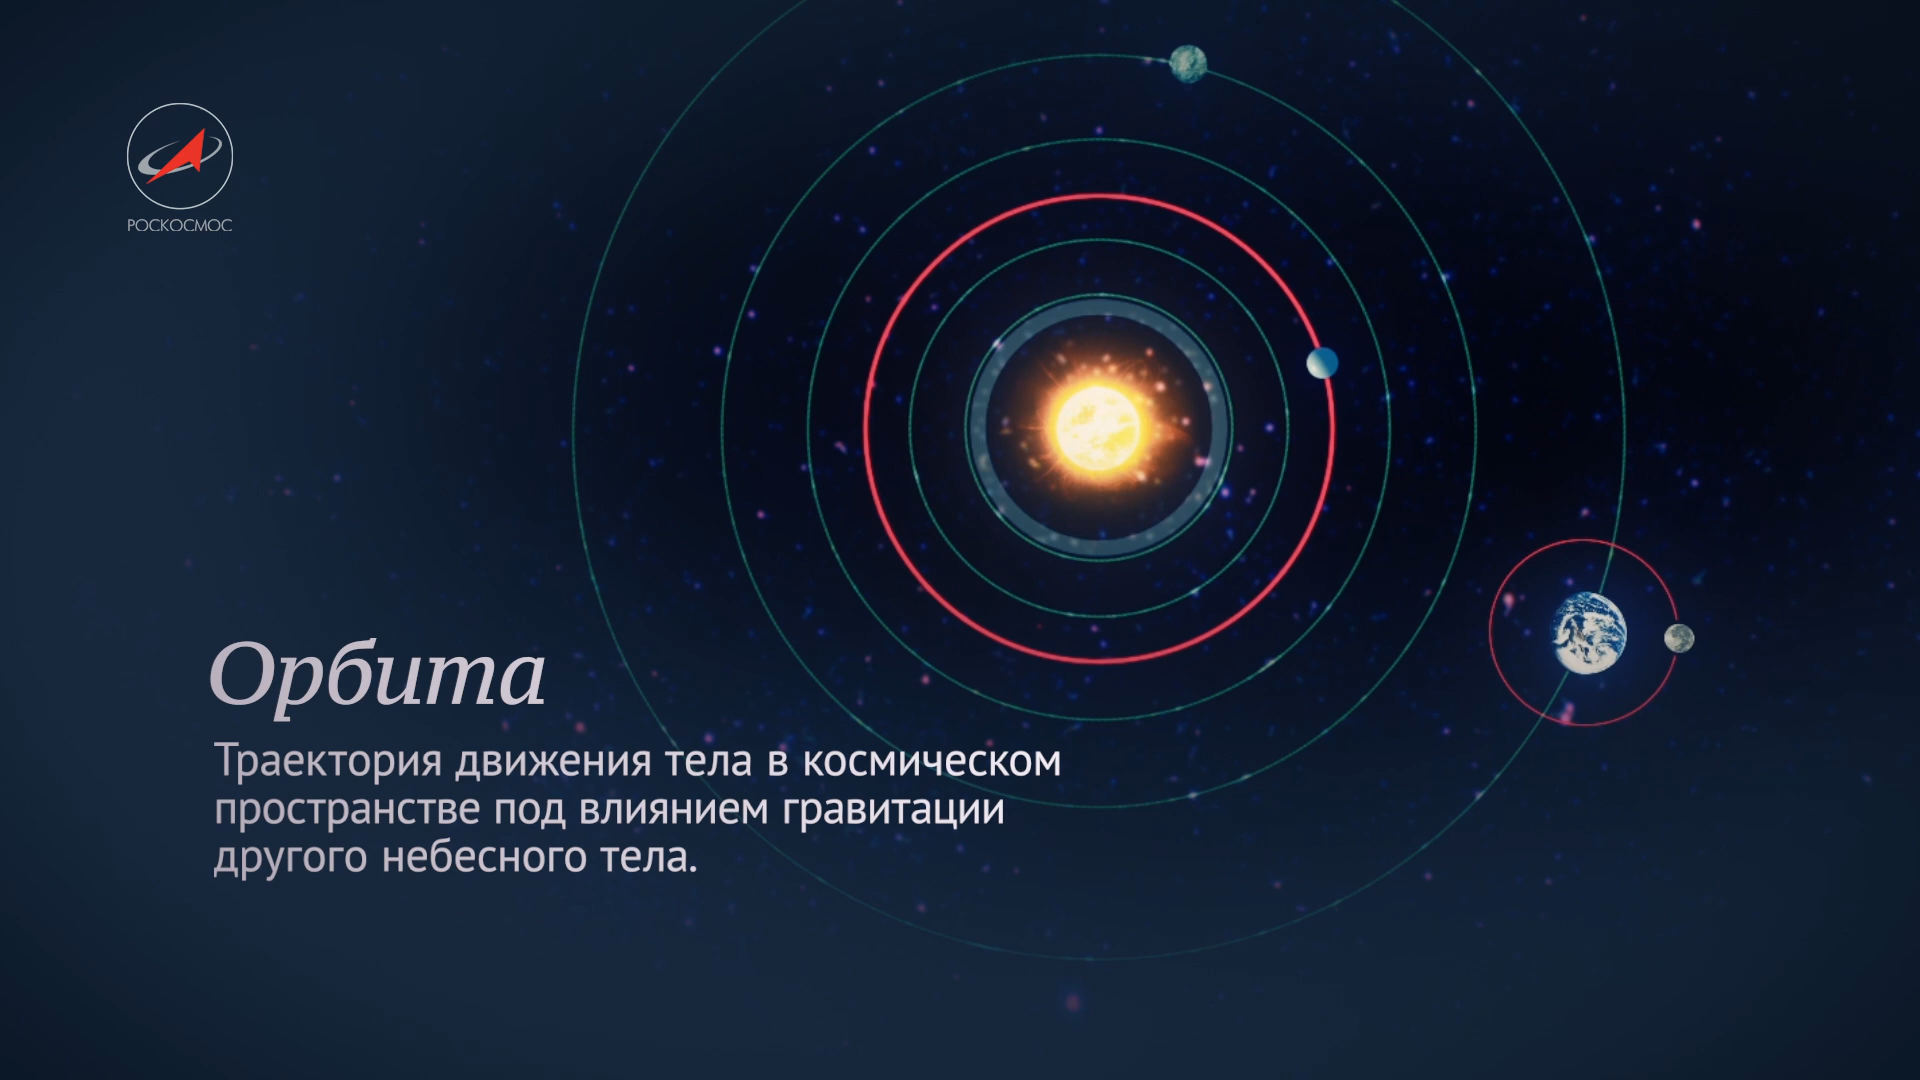 РОСКОСМОС
Орбита
Траектория движения тела в космическом
пространстве под влиянием гравитации
другого небесного тела.